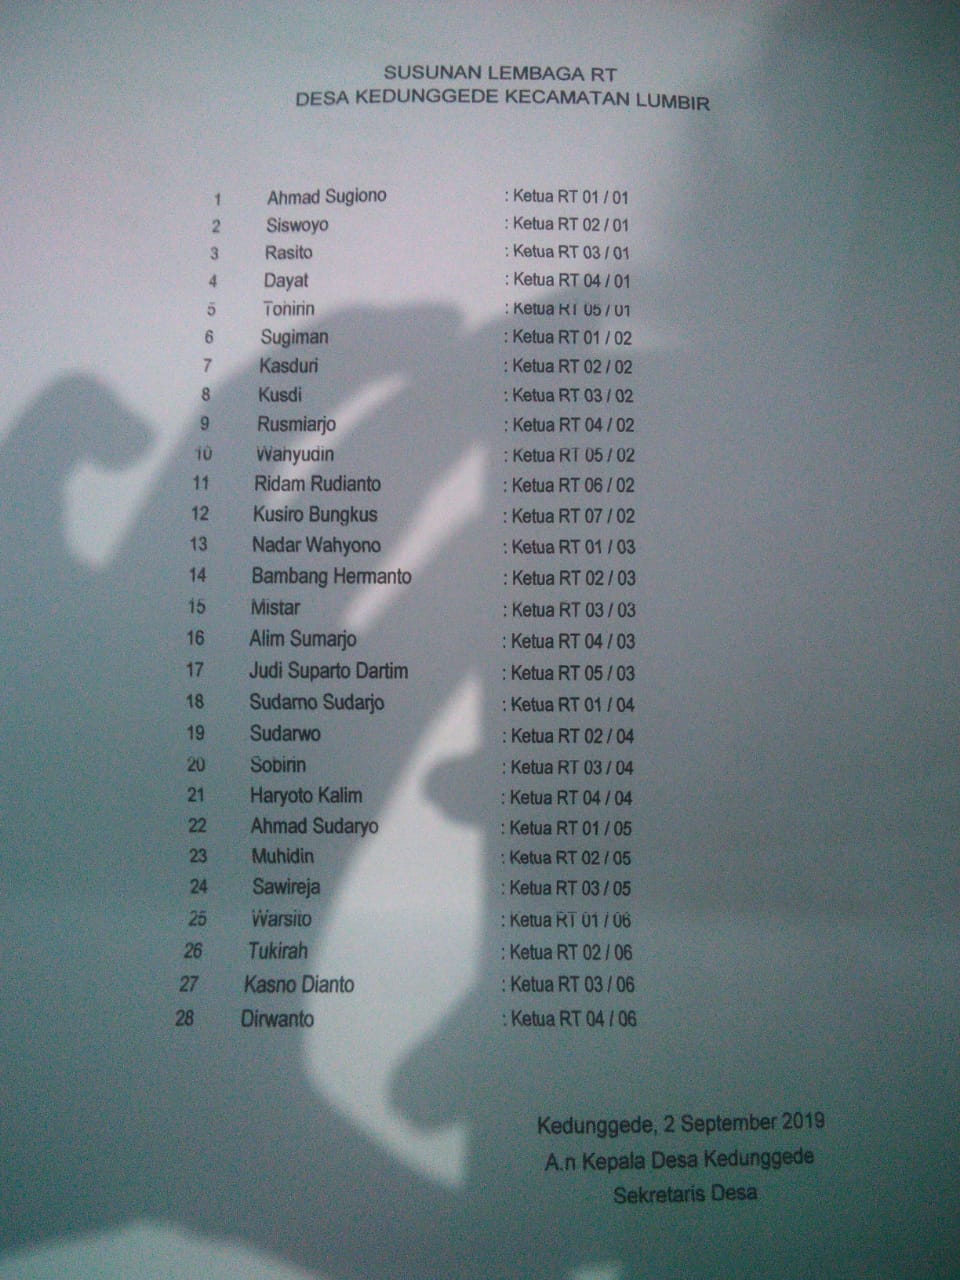 SUSUNAN LEMBAGA RT
DESA KEDUNGGEDE KECAMATAN LUMBIR
1 Ahmad Sugiono : Ketua RT 01 / 01
2 Siswoyo : Ketua RT 02 / 01
3 Rasito : Ketua RT 03 / 01
4 Dayat : Ketua RT 04 / 01
5 Tohirin : Ketua RT 05 / 01
6 Sugiman : Ketua RT 01 / 02
7 Kasduri : Ketua RT 02 / 02
8 Kusdi : Ketua RT 03 / 02
9 Rusmiarjo : Ketua RT 04 / 02
10 Wahyudin : Ketua RT 05 / 02
11 Ridam Rudianto : Ketua RT 06 / 02
12 Kusiro Bungkus : Ketua RT 07 / 02
13 Nadar Wahyono : Ketua RT 01 / 03
14 Bambang Hermanto : Ketua RT 02 / 03
15 Mistar : Ketua RT 03 / 03
16 Alim Sumarjo : Ketua RT 04 / 03
17 Judi Suparto Dartim : Ketua RT 05 / 03
18 Sudarno Sudarjo : Ketua RT 01 / 04
19 Sudarwo : Ketua RT 02 / 04
20 Sobirin : Ketua RT 03 / 04
21 Haryoto Kalim : Ketua RT 04 / 04
22 Ahmad Sudaryo : Ketua RT 01 / 05
23 Muhidin : Ketua RT 02 / 05
24 Sawireja : Ketua RT 03 / 05
25 Warsito : Ketua RT 01 / 06
26 Tukirah : Ketua RT 02 / 06
27 Kasno Dianto : Ketua RT 03 / 06
28 Dirwanto : Ketua RT 04 / 06
Kedunggede, 2 September 2019
A.n Kepala Desa Kedunggede
Sekretaris Desa